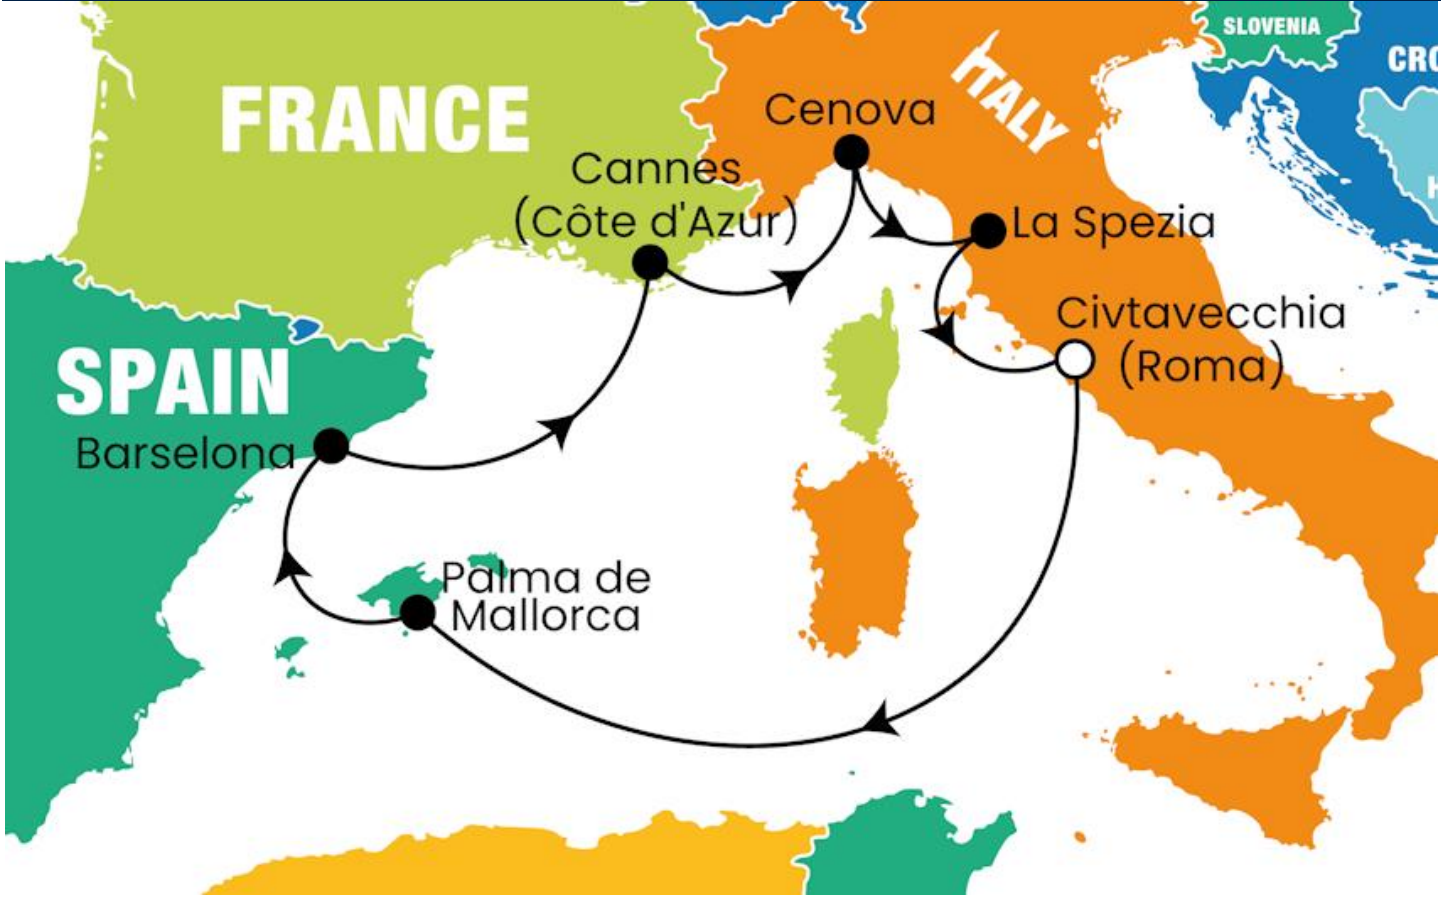 SLOVENIA
CRO
FRANCE
ITALY
Cenova
Cannes
(Côte d'Azur)
La Spezia
H
Civtavecchia
(Roma)
SPAIN
Barselona
Palma de
Mallorca